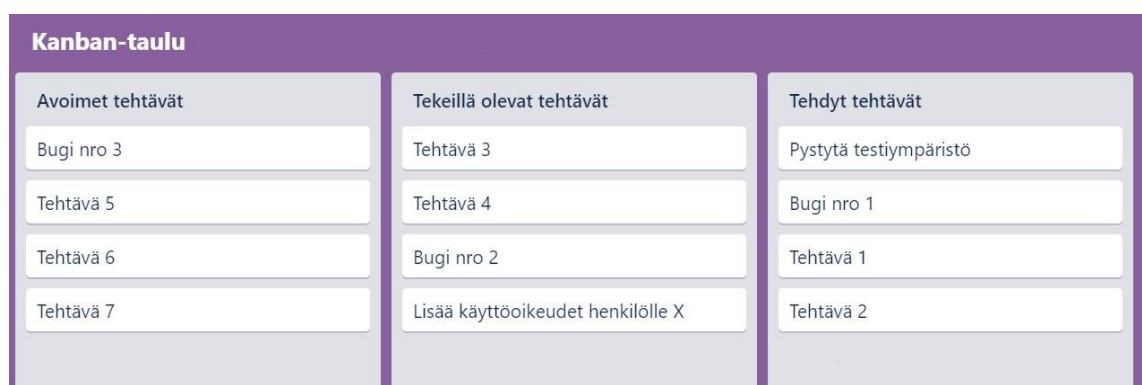 Kanban-taulu
Avoimet tehtävät
Bugi nro 3
Tehtävä 5
Tehtävä 6
Tehtävä 7
Tekeillä olevat tehtävät
Tehtävä 3
Tehtävä 4
Bugi nro 2
Lisää käyttöoikeudet henkilölle X
Tehdyt tehtävät
Pystytä testiympäristö
Bugi nro 1
Tehtävä 1
Tehtävä 2